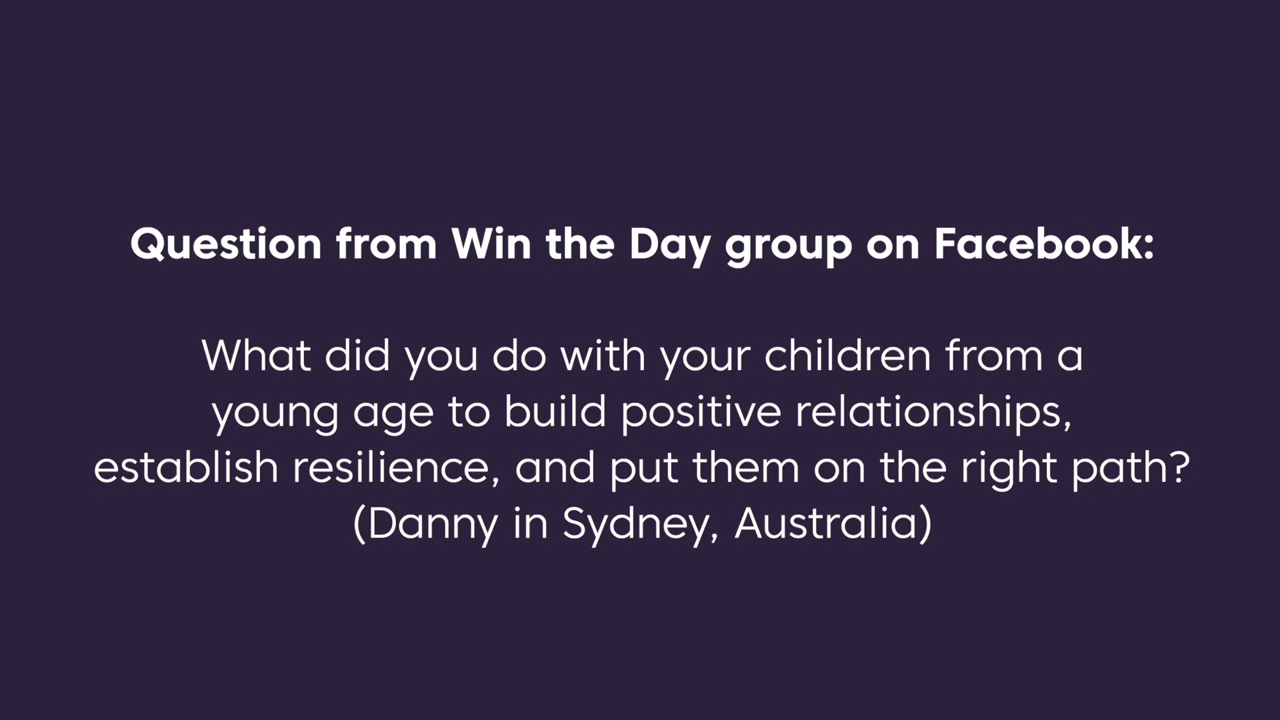 Question from Win the Day group on Facebook:
What did you do with your children from a
young age to build positive relationships,
establish resilience, and put them on the right path?
(Danny in Sydney, Australia)